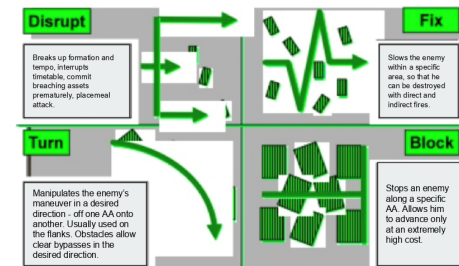 Disrupt
Breaks up formation and
tempo, interrupts
timetable, commit
breaching assets
prematurely, placemeal
attack.
Fix
Slows the enemy
within a specific
area, so that he
can be destroyed
with direct and
indirect fires.
Turn
Manipulates the enemy's
maneuver in a desired
direction - off one AA onto
another. Usually used on
the flanks. Obstacles allow
clear bypasses in the
desired direction.
Block
Stops an enemy
along a specific
AA. Allows him
to advance only
at an extremely
high cost.